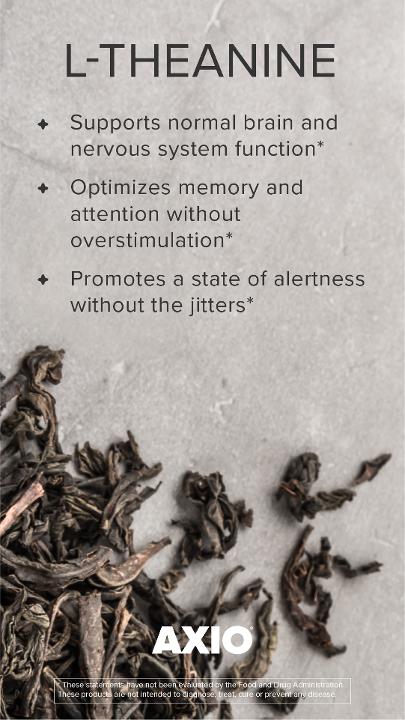 L-THEANINE
Supports normal brain and
nervous system function*
Optimizes memory and
attention without
overstimulation*
Promotes a state of alertness
without the jitters*
AXIO®
* These statements have not been evaluated by the Food and Drug Administration.
These products are not intended to diagnose, treat, cure or prevent any disease.